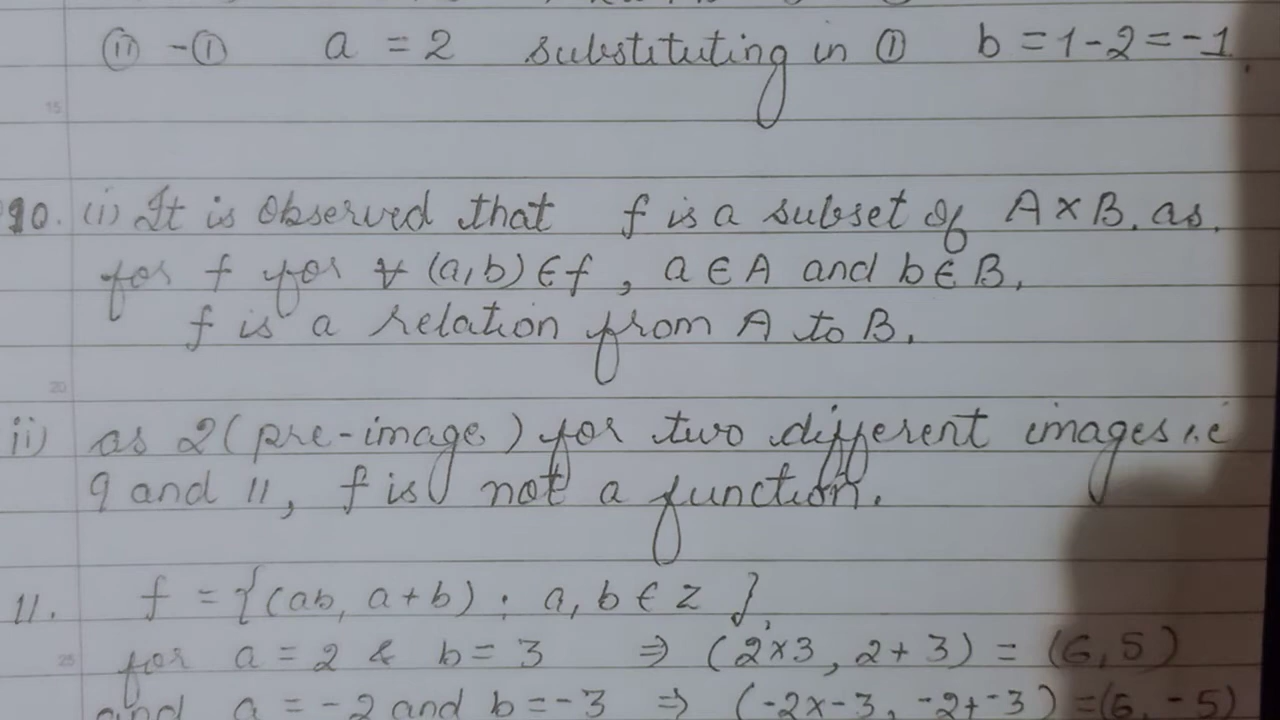 (ii) - (i) a = 2 substituting in (i) b = 1 - 2 = -1.
15
10. (i) It is observed that f is a subset of A × B. as.
for f for ∀ (a, b) ∈ f, a ∈ A and b ∈ B.
f is a relation from A to B.
20
ii) as 2 (pre-image) for two different images i.e
9 and 11, f is not a function.
11. f = {(ab, a+b) : a, b ∈ z },
for a = 2 & b = 3 ⇒ (2×3, 2+3) = (6, 5)
25
and a = -2 and b = -3 ⇒ (-2×-3, -2+-3) = (6, -5)